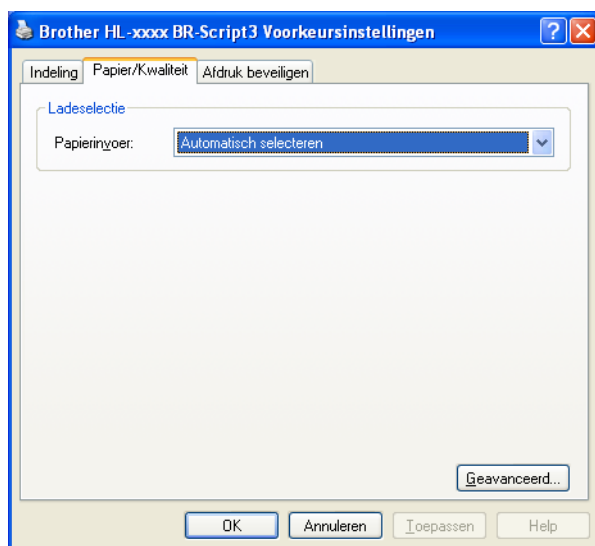 Brother HL-xxxx BR-Script3 Voorkeursinstellingen
Indeling Papier/Kwaliteit Afdruk beveiligen
Ladeselectie
Papierinvoer: Automatisch selecteren
Geavanceerd...
OK Annuleren Toepassen Help